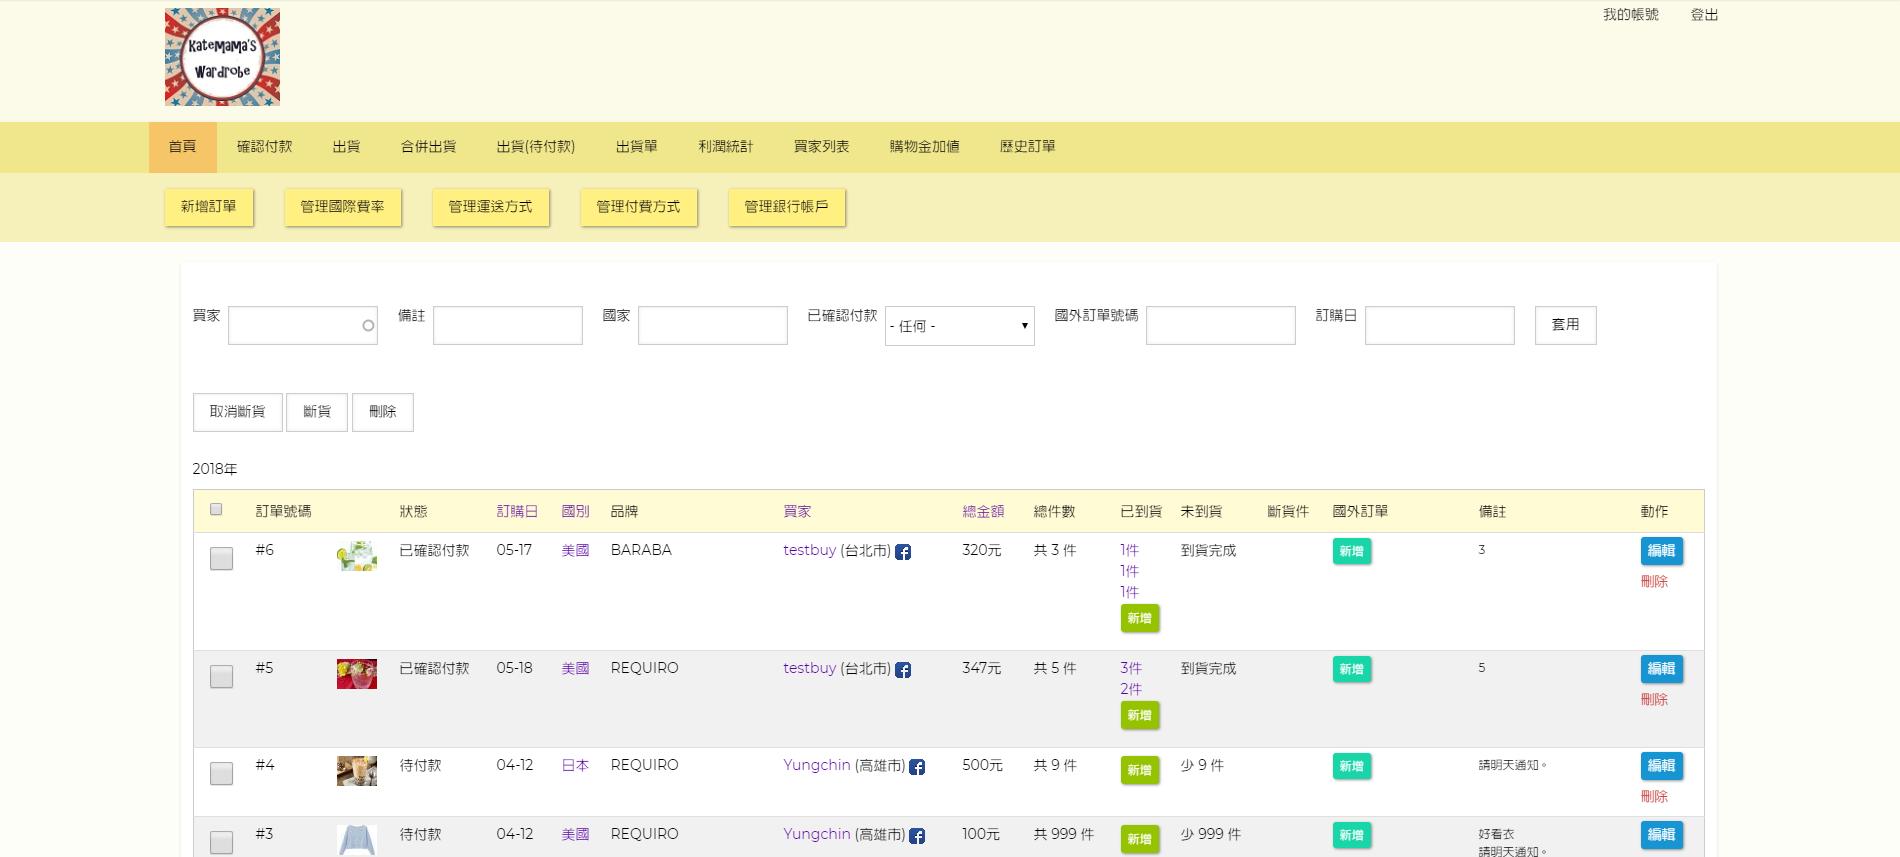 我的帳號 登出
KateMama's
Wardrobe
首頁 確認付款 出貨 合併出貨 出貨(待付款) 出貨單 利潤統計 買家列表 購物金加值 歷史訂單
新增訂單 管理國際費率 管理運送方式 管理付費方式 管理銀行帳戶
買家 備註 國家 已確認付款 - 任何 - 國外訂單號碼 訂購日 套用
取消斷貨 斷貨 刪除
2018年
訂單號碼 狀態 訂購日 國別 品牌 買家 總金額 總件數 已到貨 未到貨 斷貨件 國外訂單 備註 動作
#6 已確認付款 05-17 美國 BARABA testbuy (台北市) 320元 共 3 件 1件 到貨完成 新增 3 編輯
1件 刪除
1件
新增
#5 已確認付款 05-18 美國 REQUIRO testbuy (台北市) 347元 共 5 件 3件 到貨完成 新增 5 編輯
2件 刪除
新增
#4 待付款 04-12 日本 REQUIRO Yungchin (高雄市) 500元 共 9 件 新增 少 9 件 新增 請明天通知。 編輯
刪除
#3 待付款 04-12 美國 REQUIRO Yungchin (高雄市) 100元 共 999 件 新增 少 999 件 新增 好看衣 編輯
請明天通知。